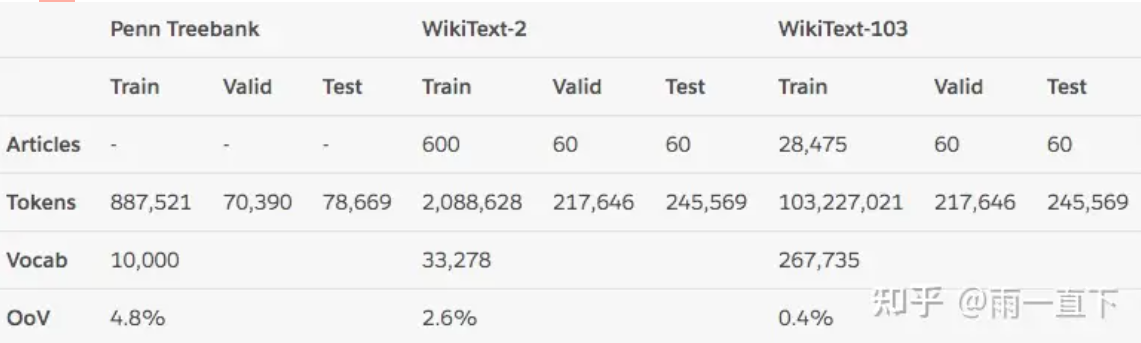 Penn Treebank WikiText-2 WikiText-103
Train Valid Test Train Valid Test Train Valid Test
Articles - - - 600 60 60 28,475 60 60
Tokens 887,521 70,390 78,669 2,088,628 217,646 245,569 103,227,021 217,646 245,569
Vocab 10,000 33,278 267,735
OoV 4.8% 2.6% 0.4%
知乎 @雨一直下